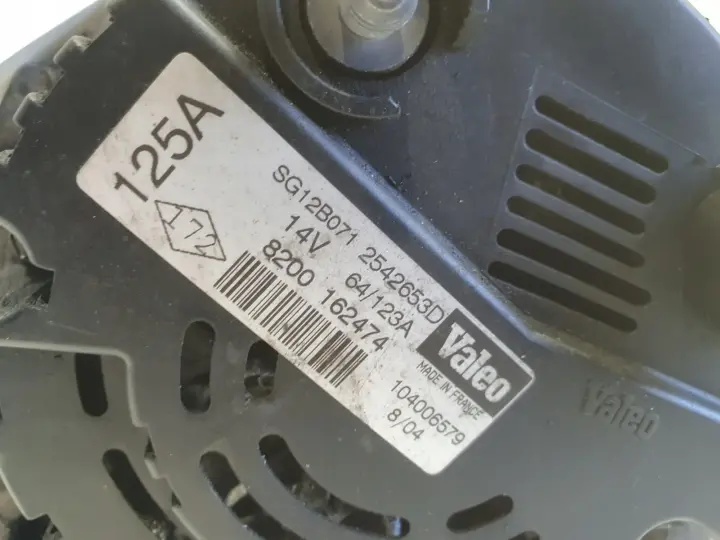 125A
172
SG12B071 2542653D
14V 64/123A
8200 162474
Valeo
MADE IN FRANCE
104006579
8/04
Valeo